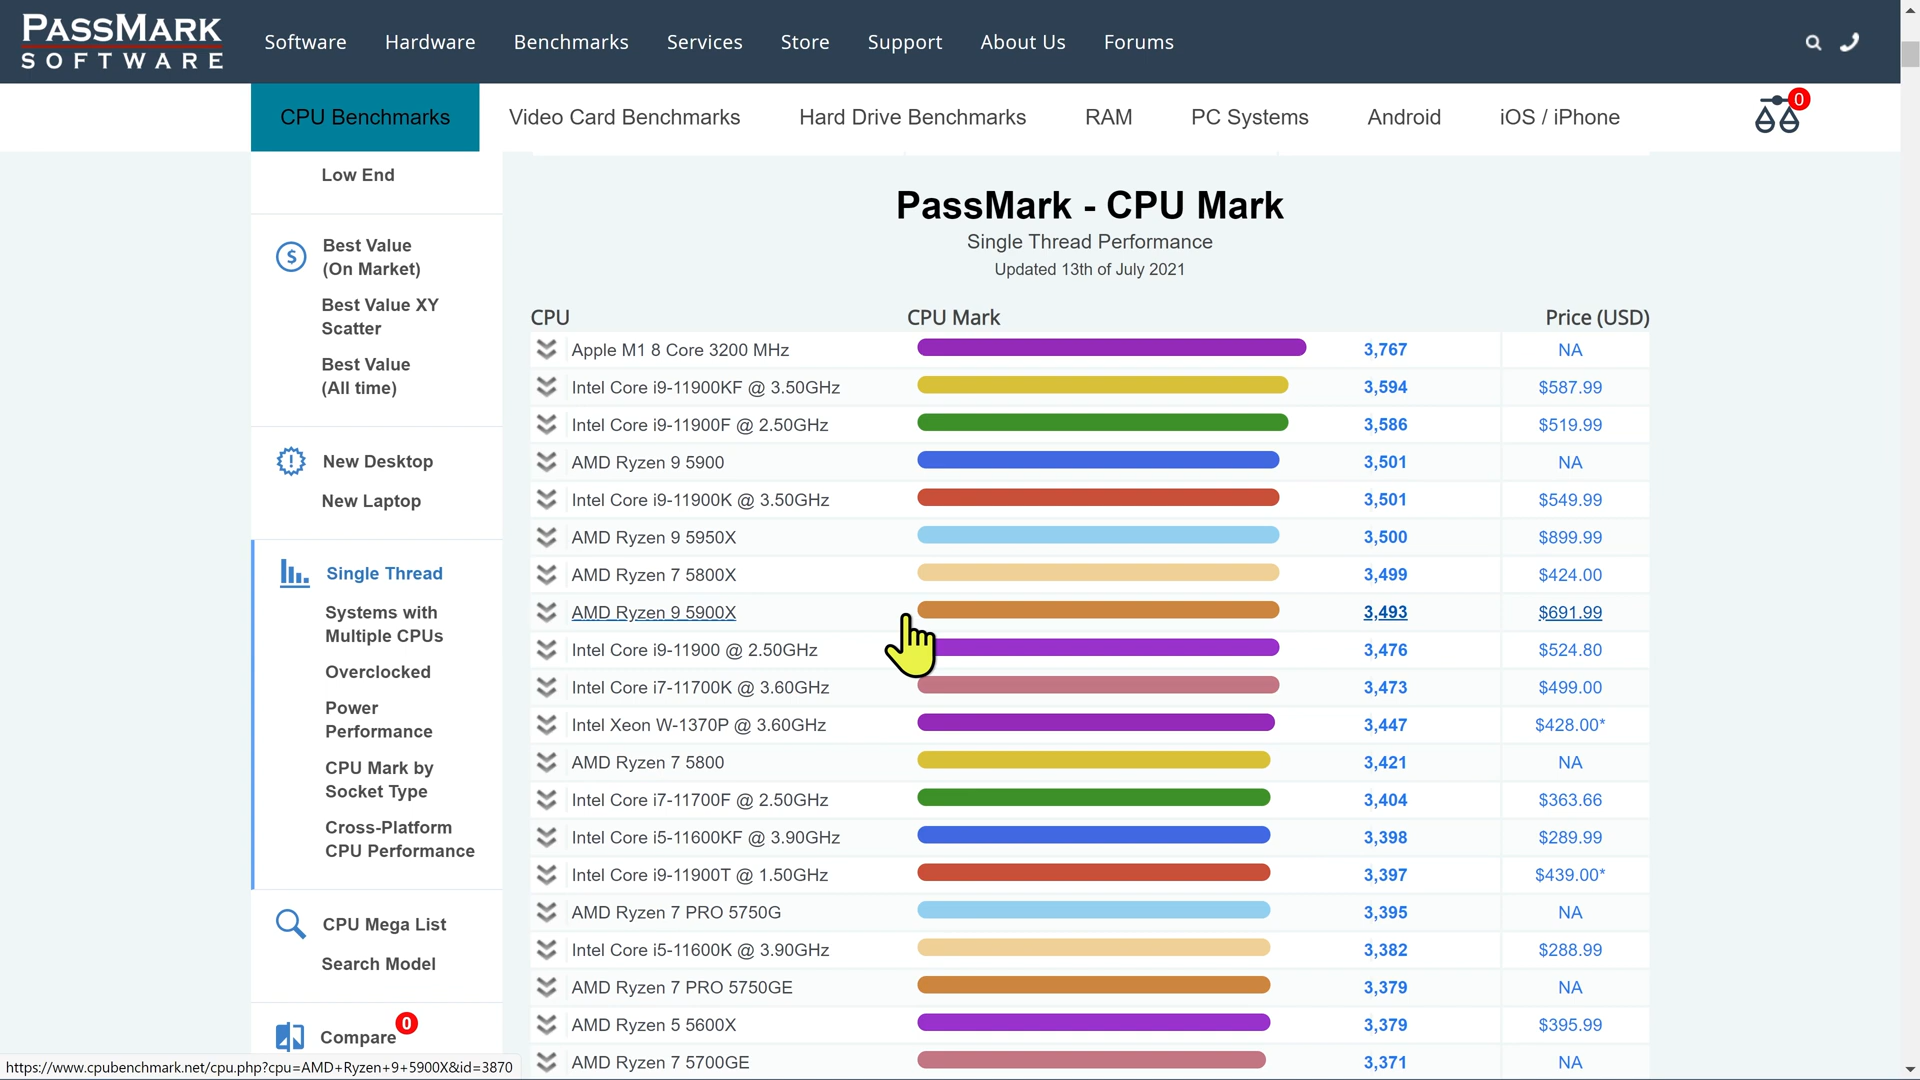 PASSMARK
SOFTWARE
Software Hardware Benchmarks Services Store Support About Us Forums
CPU Benchmarks Video Card Benchmarks Hard Drive Benchmarks RAM PC Systems Android iOS / iPhone 0
Low End
$ Best Value
(On Market)
Best Value XY
Scatter
Best Value
(All time)
New Desktop
New Laptop
Single Thread
Systems with
Multiple CPUs
Overclocked
Power
Performance
CPU Mark by
Socket Type
Cross-Platform
CPU Performance
CPU Mega List
Search Model
Compare 0
PassMark - CPU Mark
Single Thread Performance
Updated 13th of July 2021
CPU CPU Mark Price (USD)
Apple M1 8 Core 3200 MHz 3,767 NA
Intel Core i9-11900KF @ 3.50GHz 3,594 $587.99
Intel Core i9-11900F @ 2.50GHz 3,586 $519.99
AMD Ryzen 9 5900 3,501 NA
Intel Core i9-11900K @ 3.50GHz 3,501 $549.99
AMD Ryzen 9 5950X 3,500 $899.99
AMD Ryzen 7 5800X 3,499 $424.00
AMD Ryzen 9 5900X 3,493 $691.99
Intel Core i9-11900 @ 2.50GHz 3,476 $524.80
Intel Core i7-11700K @ 3.60GHz 3,473 $499.00
Intel Xeon W-1370P @ 3.60GHz 3,447 $428.00*
AMD Ryzen 7 5800 3,421 NA
Intel Core i7-11700F @ 2.50GHz 3,404 $363.66
Intel Core i5-11600KF @ 3.90GHz 3,398 $289.99
Intel Core i9-11900T @ 1.50GHz 3,397 $439.00*
AMD Ryzen 7 PRO 5750G 3,395 NA
Intel Core i5-11600K @ 3.90GHz 3,382 $288.99
AMD Ryzen 7 PRO 5750GE 3,379 NA
AMD Ryzen 5 5600X 3,379 $395.99
AMD Ryzen 7 5700GE 3,371 NA
https://www.cpubenchmark.net/cpu.php?cpu=AMD+Ryzen+9+5900X&id=3870